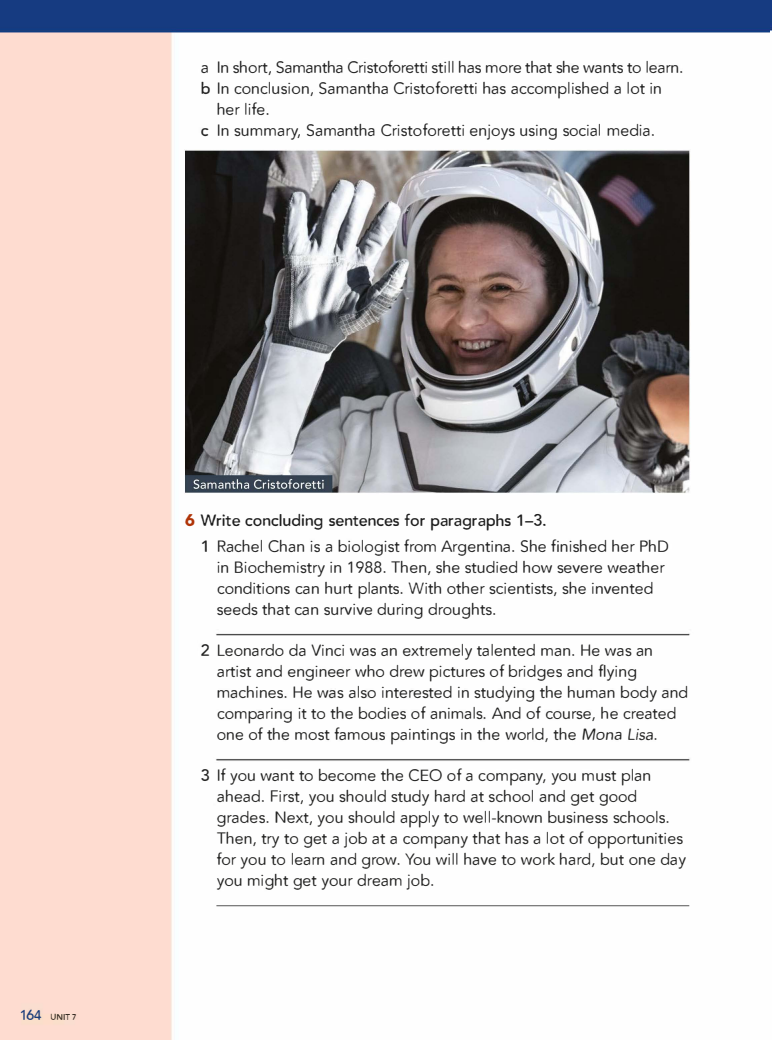 a In short, Samantha Cristoforetti still has more that she wants to learn.
b In conclusion, Samantha Cristoforetti has accomplished a lot in
her life.
c In summary, Samantha Cristoforetti enjoys using social media.
Samantha Cristoforetti
6 Write concluding sentences for paragraphs 1–3.
1 Rachel Chan is a biologist from Argentina. She finished her PhD
in Biochemistry in 1988. Then, she studied how severe weather
conditions can hurt plants. With other scientists, she invented
seeds that can survive during droughts.
2 Leonardo da Vinci was an extremely talented man. He was an
artist and engineer who drew pictures of bridges and flying
machines. He was also interested in studying the human body and
comparing it to the bodies of animals. And of course, he created
one of the most famous paintings in the world, the Mona Lisa.
3 If you want to become the CEO of a company, you must plan
ahead. First, you should study hard at school and get good
grades. Next, you should apply to well-known business schools.
Then, try to get a job at a company that has a lot of opportunities
for you to learn and grow. You will have to work hard, but one day
you might get your dream job.
164 UNIT 7